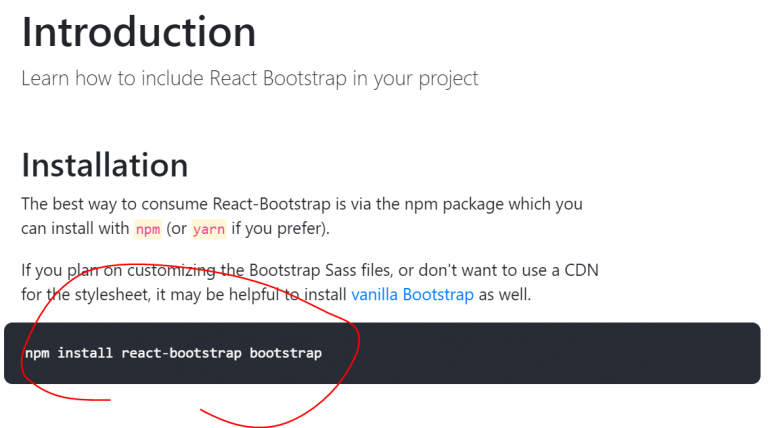 Introduction
Learn how to include React Bootstrap in your project
Installation
The best way to consume React-Bootstrap is via the npm package which you
can install with npm (or yarn if you prefer).
If you plan on customizing the Bootstrap Sass files, or don't want to use a CDN
for the stylesheet, it may be helpful to install vanilla Bootstrap as well.
npm install react-bootstrap bootstrap